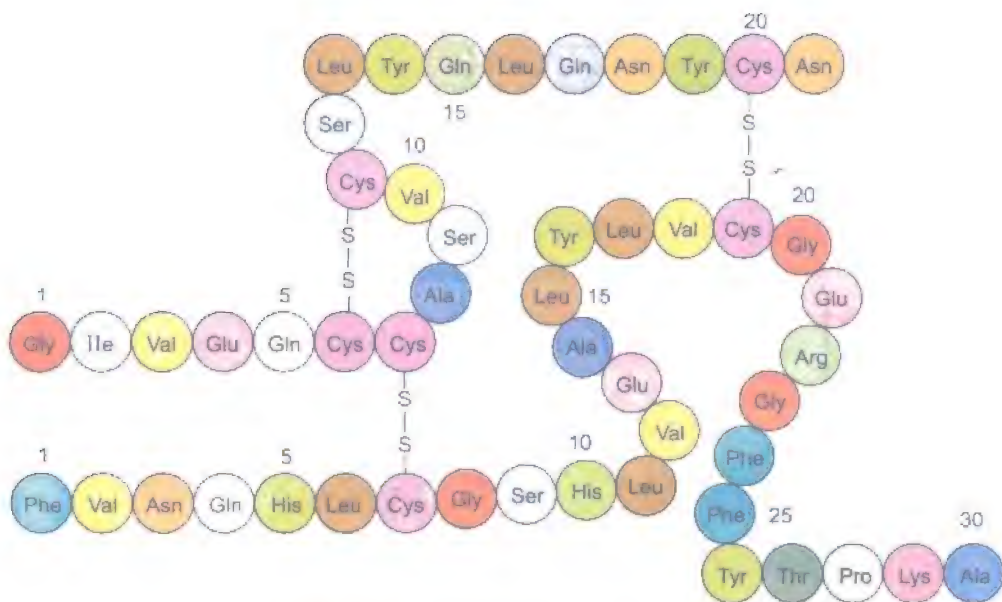 20
Leu Tyr Gln Leu Gln Asn Tyr Cys Asn
15
Ser
10
Cys Val
Ser
Ala
S
S
1
5
Gly Ile Val Glu Gln Cys Cys
S
S
S
S
20
Tyr Leu Val Cys Gly
Leu
15
Glu
Ala
Arg
Glu
Gly
Val
Phe
1
5
10
Phe Val Asn Gln His Leu Cys Gly Ser His Leu
Phe
25
30
Tyr Thr Pro Lys Ala